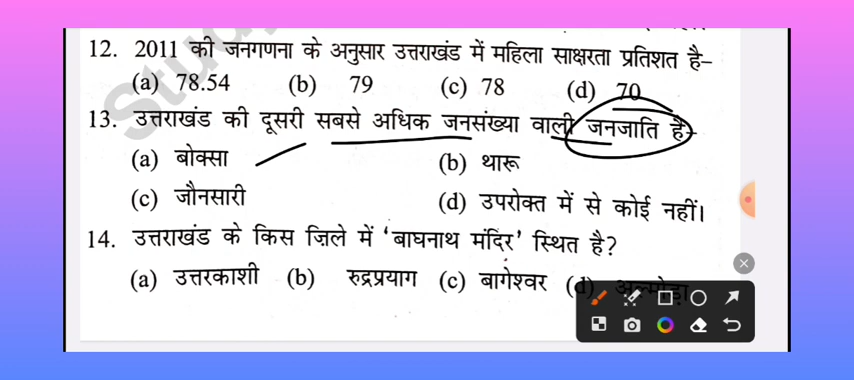 12. 2011 की जनगणना के अनुसार उत्तराखंड में महिला साक्षरता प्रतिशत है–
(a) 78.54 (b) 79 (c) 78 (d) 70
13. उत्तराखंड की दूसरी सबसे अधिक जनसंख्या वाली जनजाति है–
(a) बोक्सा (b) थारू
(c) जौनसारी (d) उपरोक्त में से कोई नहीं।
14. उत्तराखंड के किस ज़िले में ‘बाघनाथ मंदिर’ स्थित है?
(a) उत्तरकाशी (b) रुद्रप्रयाग (c) बागेश्वर (d) अल्मोड़ा